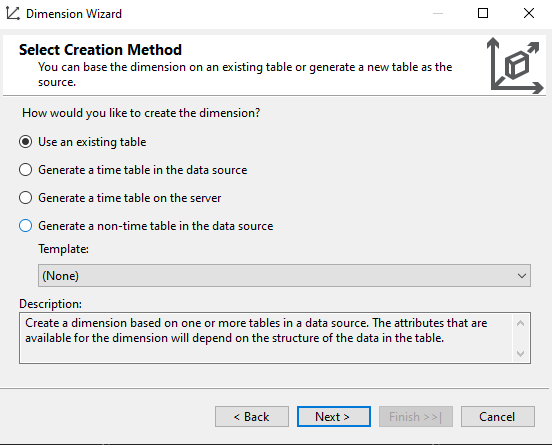 Dimension Wizard
Select Creation Method
You can base the dimension on an existing table or generate a new table as the
source.
How would you like to create the dimension?
Use an existing table
Generate a time table in the data source
Generate a time table on the server
Generate a non-time table in the data source
Template:
(None)
Description:
Create a dimension based on one or more tables in a data source. The attributes that are
available for the dimension will depend on the structure of the data in the table.
< Back
Next >
Finish >>|
Cancel